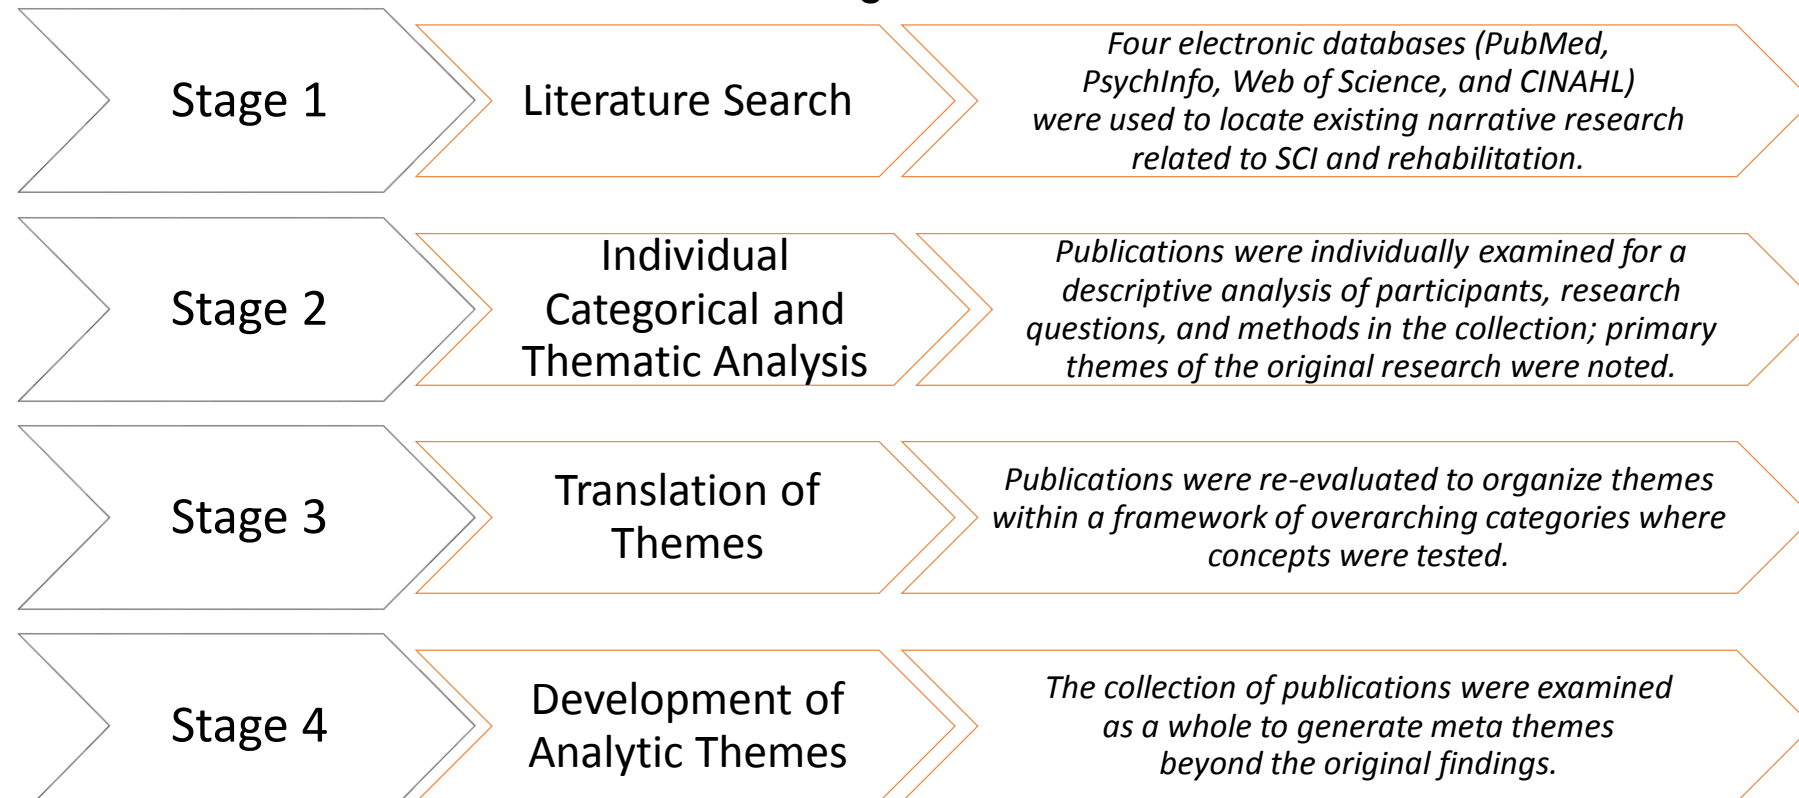 Stage 1
Literature Search
Four electronic databases (PubMed,
PsychInfo, Web of Science, and CINAHL)
were used to locate existing narrative research
related to SCI and rehabilitation.
Stage 2
Individual
Categorical and
Thematic Analysis
Publications were individually examined for a
descriptive analysis of participants, research
questions, and methods in the collection; primary
themes of the original research were noted.
Stage 3
Translation of
Themes
Publications were re-evaluated to organize themes
within a framework of overarching categories where
concepts were tested.
Stage 4
Development of
Analytic Themes
The collection of publications were examined
as a whole to generate meta themes
beyond the original findings.